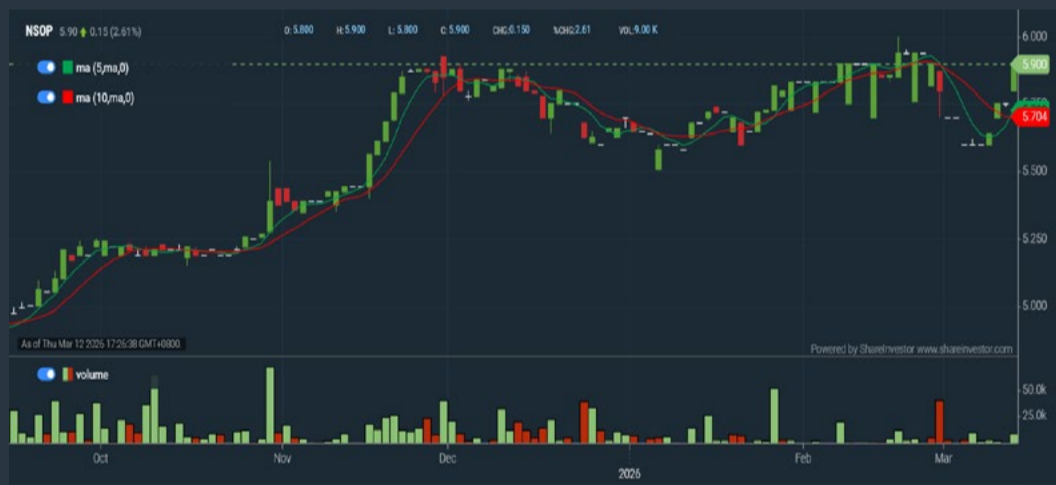 NSOP 5.90 0.15 (2.61%) O: 5.800 H: 5.900 L: 5.800 C: 5.900 CHG:0.150 %CHG:2.61 VOL:9.00 K
ma (5,ma,0)
ma (10,ma,0)
6.000
5.900
5.704
5.500
5.250
5.000
As of Thu Mar 12 2026 17:26:38 GMT+0800
Powered by ShareInvestor www.shareinvestor.com
volume
50.0k
25.0k
Oct Nov Dec 2026 Feb Mar